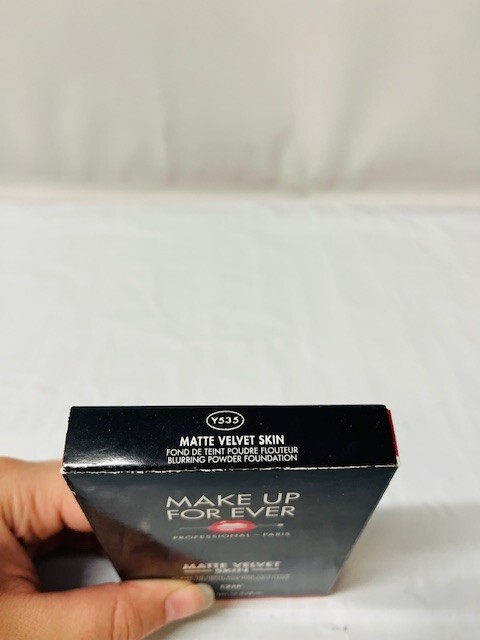 Y535
MATTE VELVET SKIN
FOND DE TEINT POUDRE FLOUTEUR
BLURRING POWDER FOUNDATION
MAKE UP
FOR EVER
PROFESSIONAL - PARIS
MATTE VELVET
SKIN